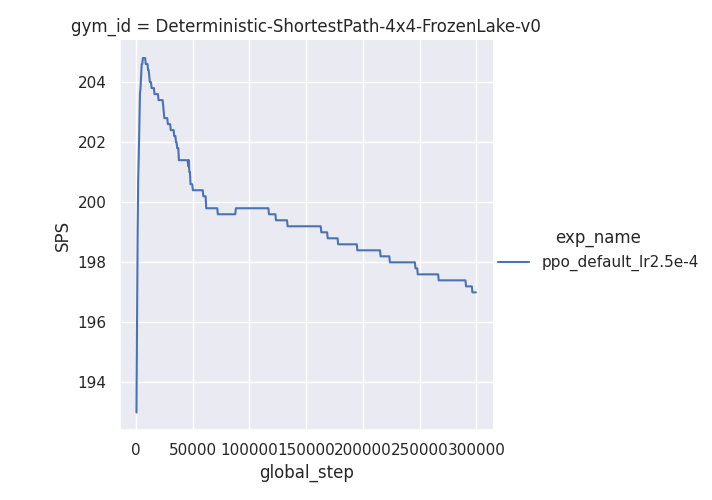 gym_id = Deterministic-ShortestPath-4x4-FrozenLake-v0
204
202
200
198
196
194
SPS
0 50000 100000 150000 200000 250000 300000
global_step
exp_name
ppo_default_lr2.5e-4